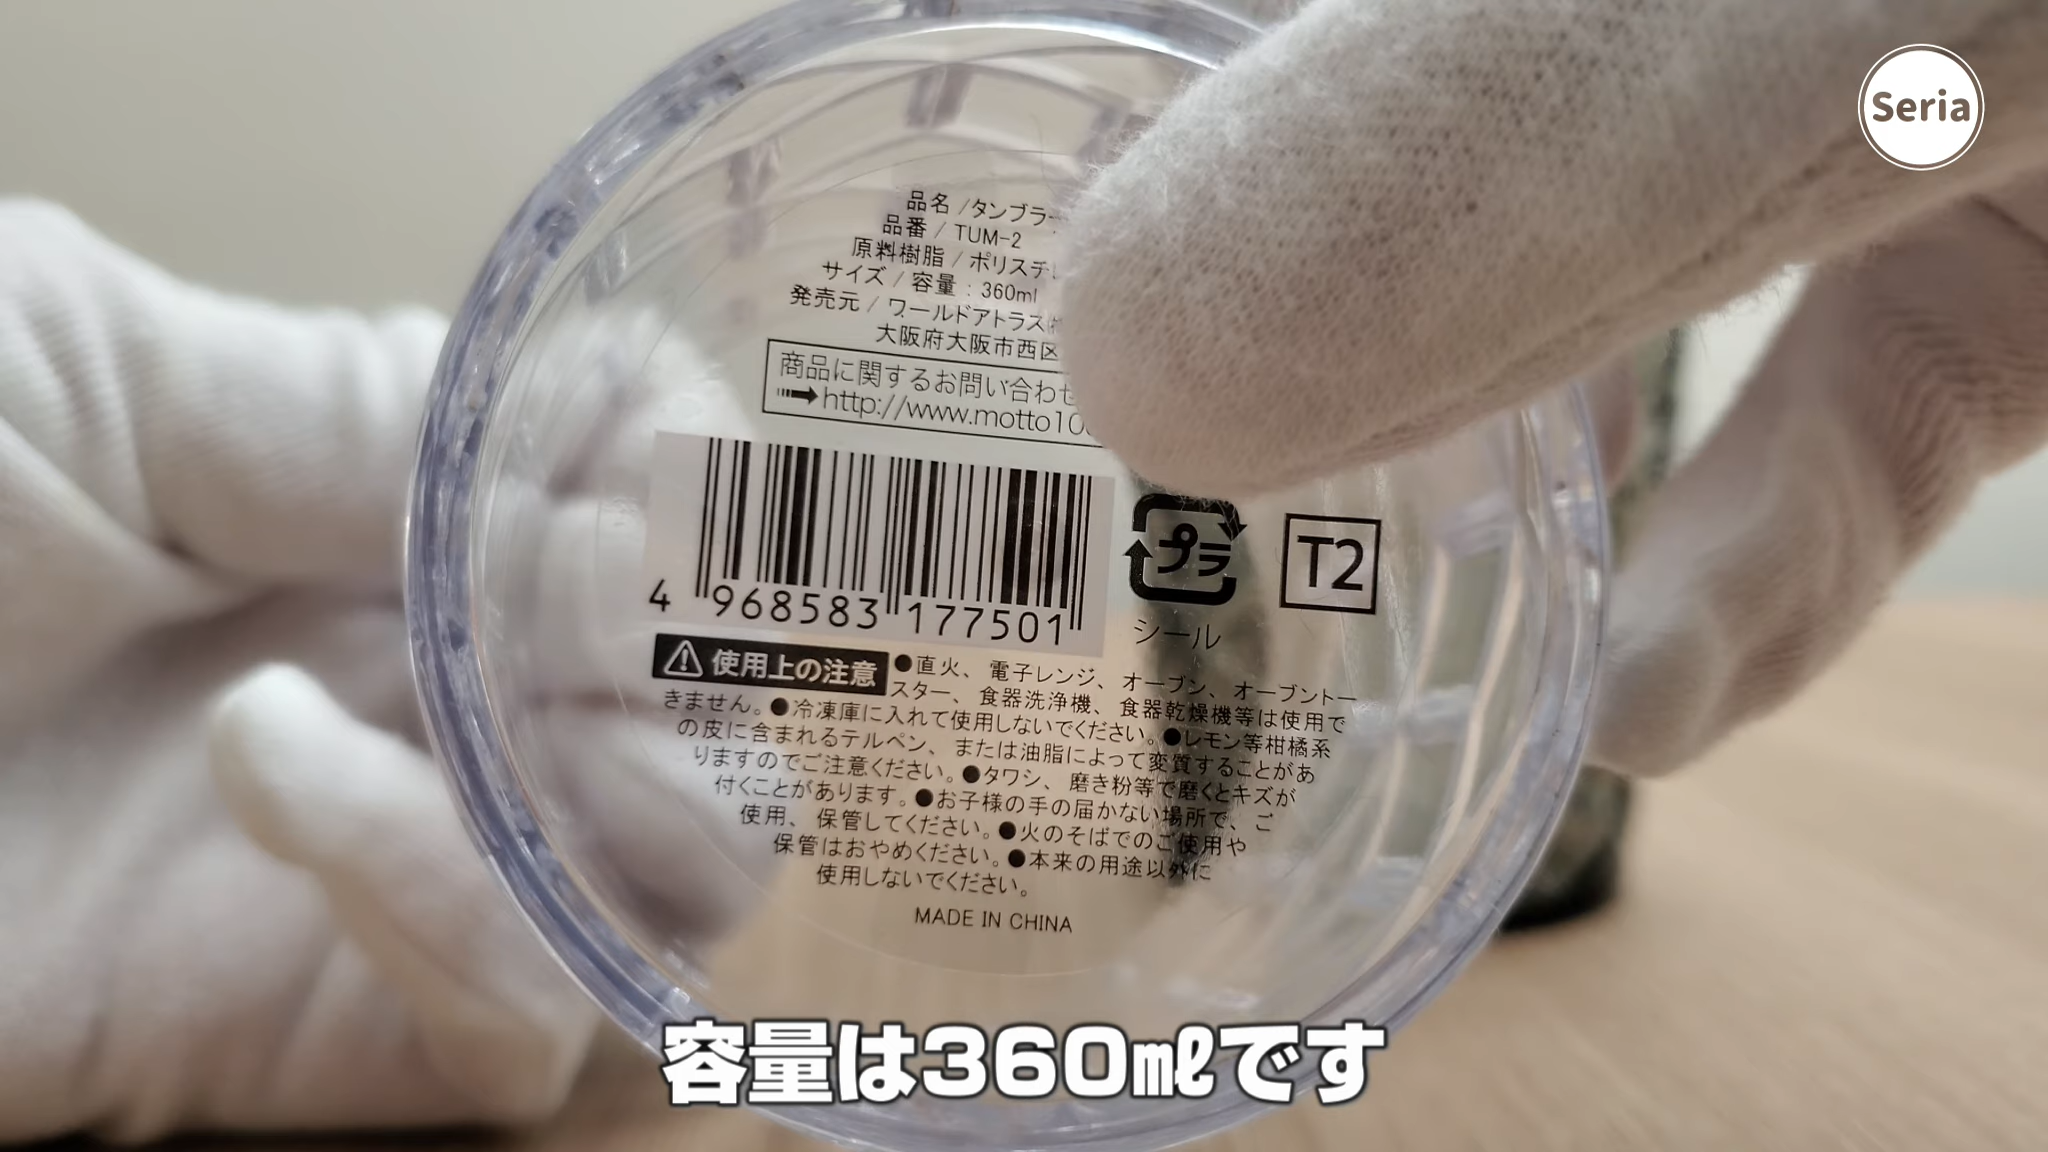 Seria
品名 / タンブラー
品番 / TUM-2
原料樹脂 / ポリスチ
サイズ / 容量 : 360ml
発売元 / ワールドアトラス㈱
大阪府大阪市西区
商品に関するお問い合わせ
http://www.motto10
4 968583 177501
プラ
シール
T2
使用上の注意 ●直火、電子レンジ、オーブン、オーブントー
スター、食器洗浄機、食器乾燥機等は使用で
きません。●冷凍庫に入れて使用しないでください。●レモン等柑橘系
の皮に含まれるテルペン、または油脂によって変質することがあ
りますのでご注意ください。●タワシ、磨き粉等で磨くとキズが
付くことがあります。●お子様の手の届かない場所で、ご
使用、保管してください。●火のそばでのご使用や
保管はおやめください。●本来の用途以外に
使用しないでください。
MADE IN CHINA
容量は360㎖です